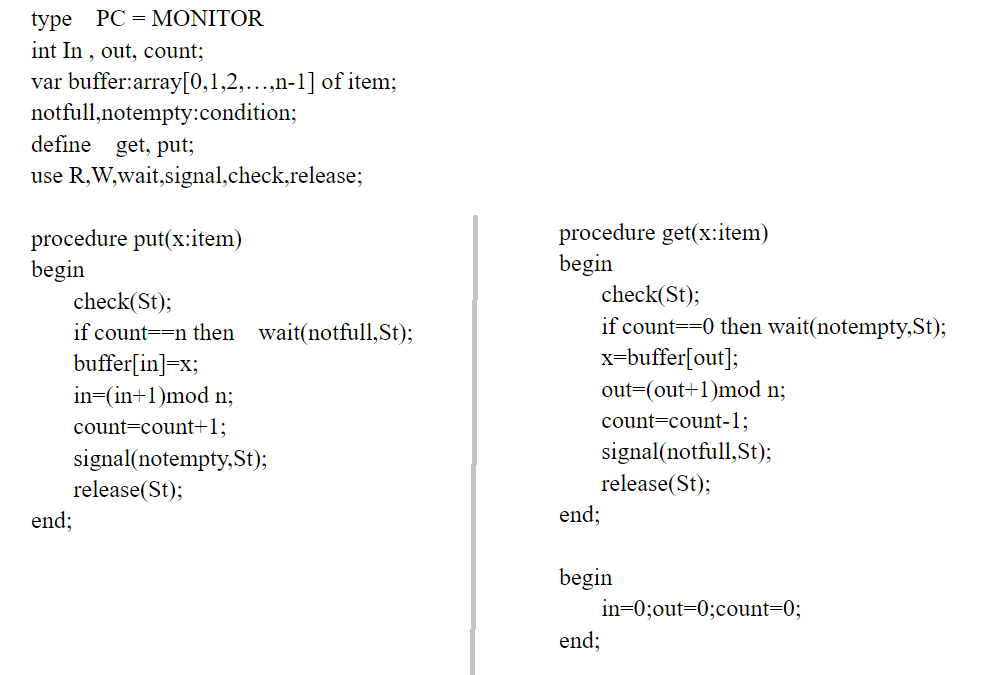 type PC = MONITOR
int In , out, count;
var buffer:array[0,1,2,…,n-1] of item;
notfull,notempty:condition;
define get, put;
use R,W,wait,signal,check,release;
procedure put(x:item)
begin
check(St);
if count==n then wait(notfull,St);
buffer[in]=x;
in=(in+1)mod n;
count=count+1;
signal(notempty,St);
release(St);
end;
procedure get(x:item)
begin
check(St);
if count==0 then wait(notempty,St);
x=buffer[out];
out=(out+1)mod n;
count=count-1;
signal(notfull,St);
release(St);
end;
begin
in=0;out=0;count=0;
end;